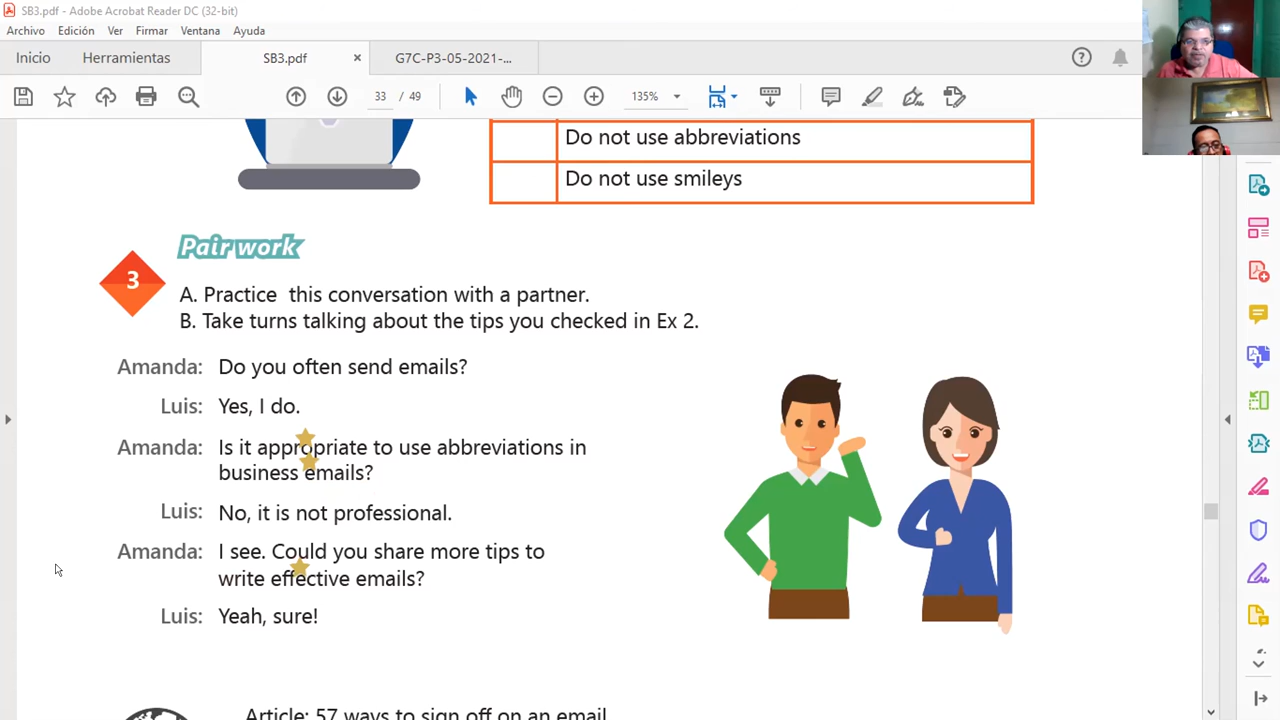 SB3.pdf - Adobe Acrobat Reader DC (32-bit)
Archivo Edición Ver Firmar Ventana Ayuda
Inicio Herramientas SB3.pdf × G7C-P3-05-2021-...
33 / 49 135%
Do not use abbreviations
Do not use smileys
Pair work
3
A. Practice this conversation with a partner.
B. Take turns talking about the tips you checked in Ex 2.
Amanda: Do you often send emails?
Luis: Yes, I do.
Amanda: Is it appropriate to use abbreviations in
business emails?
Luis: No, it is not professional.
Amanda: I see. Could you share more tips to
write effective emails?
Luis: Yeah, sure!
Article: 57 ways to sign off on an email